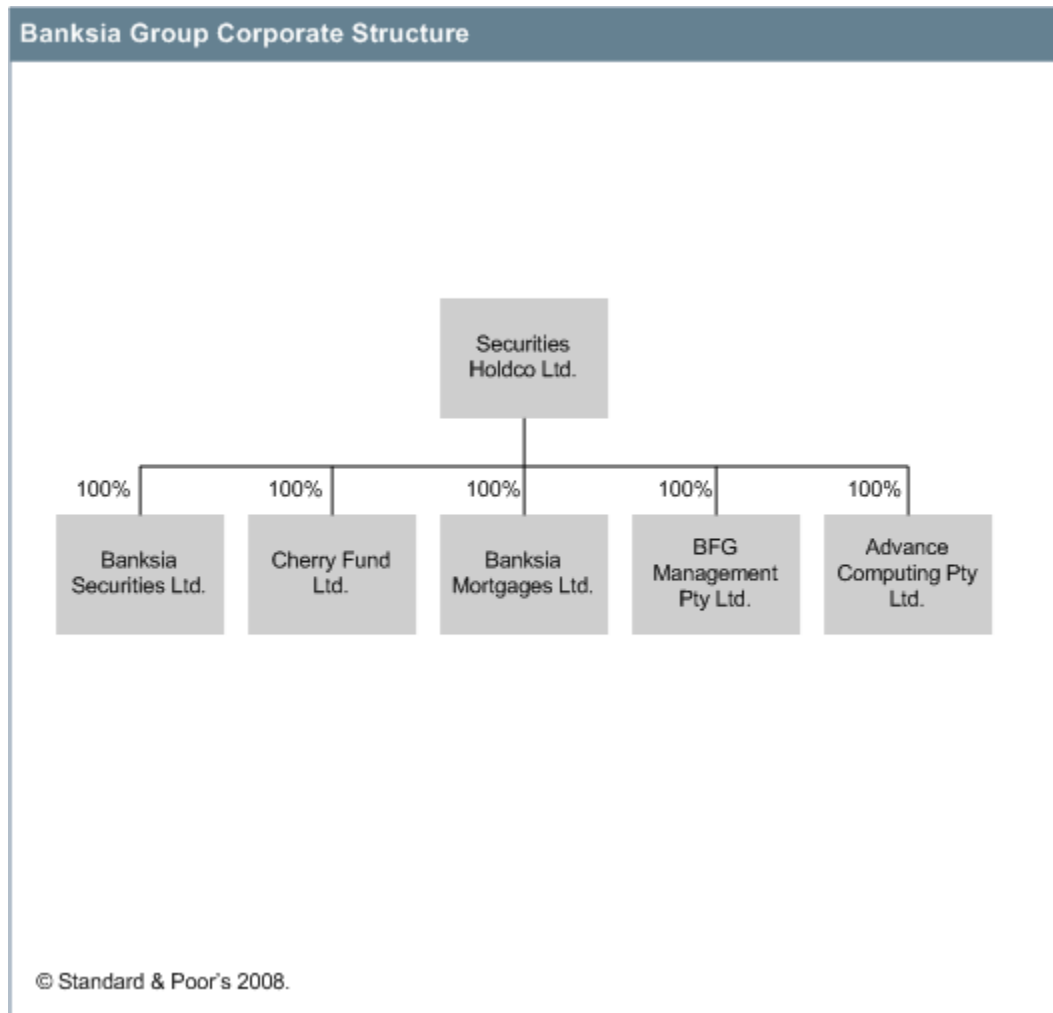 Banksia Group Corporate Structure
Securities
Holdco Ltd.
100%
100%
100%
100%
100%
Banksia
Securities Ltd.
Cherry Fund
Ltd.
Banksia
Mortgages Ltd.
BFG
Management
Pty Ltd.
Advance
Computing Pty
Ltd.
© Standard & Poor's 2008.